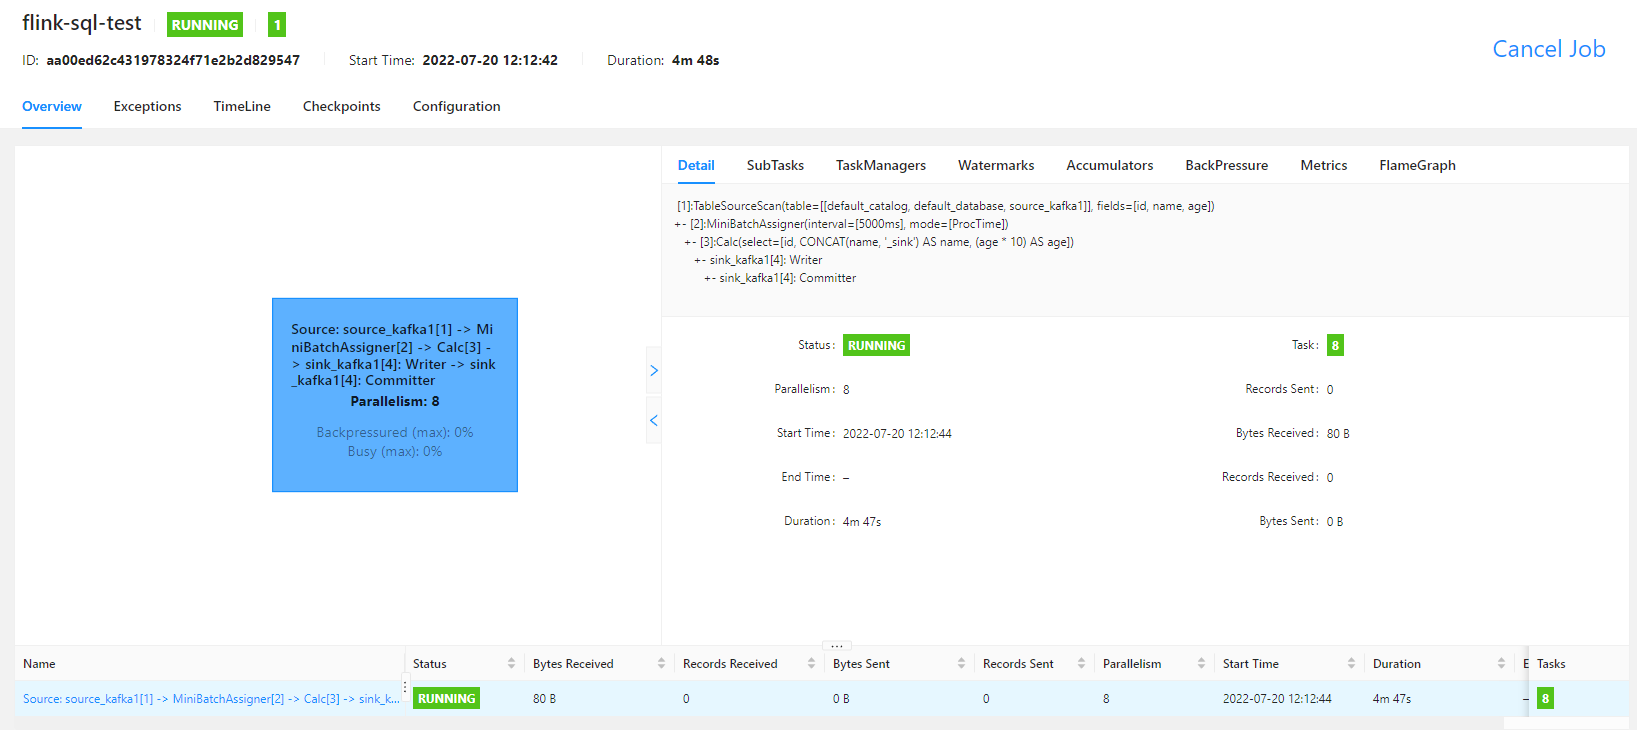 flink-sql-test RUNNING 1
Cancel Job
ID: aa00ed62c431978324f71e2b2d829547 Start Time: 2022-07-20 12:12:42 Duration: 4m 48s
Overview Exceptions TimeLine Checkpoints Configuration
Source: source_kafka1[1] -> Mi
niBatchAssigner[2] -> Calc[3] -
> sink_kafka1[4]: Writer -> sink
_kafka1[4]: Committer
Parallelism: 8
Backpressured (max): 0%
Busy (max): 0%
Detail SubTasks TaskManagers Watermarks Accumulators BackPressure Metrics FlameGraph
[1]:TableSourceScan(table=[[default_catalog, default_database, source_kafka1]], fields=[id, name, age])
+- [2]:MiniBatchAssigner(interval=[5000ms], mode=[ProcTime])
+- [3]:Calc(select=[id, CONCAT(name, '_sink') AS name, (age * 10) AS age])
+- sink_kafka1[4]: Writer
+- sink_kafka1[4]: Committer
Status: RUNNING Task: 8
Parallelism: 8 Records Sent: 0
Start Time: 2022-07-20 12:12:44 Bytes Received: 80 B
End Time: – Records Received: 0
Duration: 4m 47s Bytes Sent: 0 B
Name Status Bytes Received Records Received Bytes Sent Records Sent Parallelism Start Time Duration E Tasks
Source: source_kafka1[1] -> MiniBatchAssigner[2] -> Calc[3] -> sink_k... RUNNING 80 B 0 0 B 0 8 2022-07-20 12:12:44 4m 47s – 8